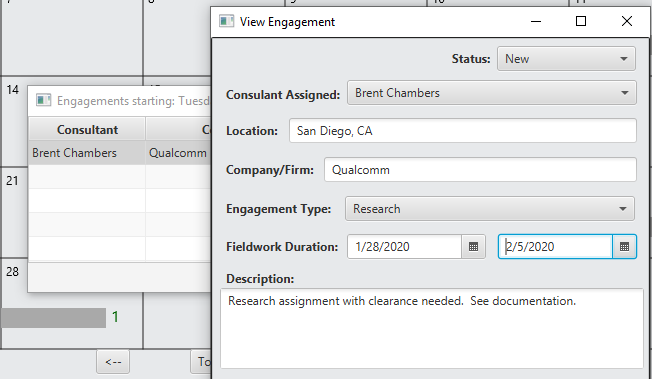 7
8
9
10
11
View Engagement
Status: New
14
Engagements starting: Tuesd
Consulant Assigned: Brent Chambers
Consultant
Brent Chambers Qualcomm
Location: San Diego, CA
Company/Firm: Qualcomm
21
Engagement Type: Research
Fieldwork Duration: 1/28/2020 2/5/2020
28
Description:
Research assignment with clearance needed. See documentation.
1
<--
To